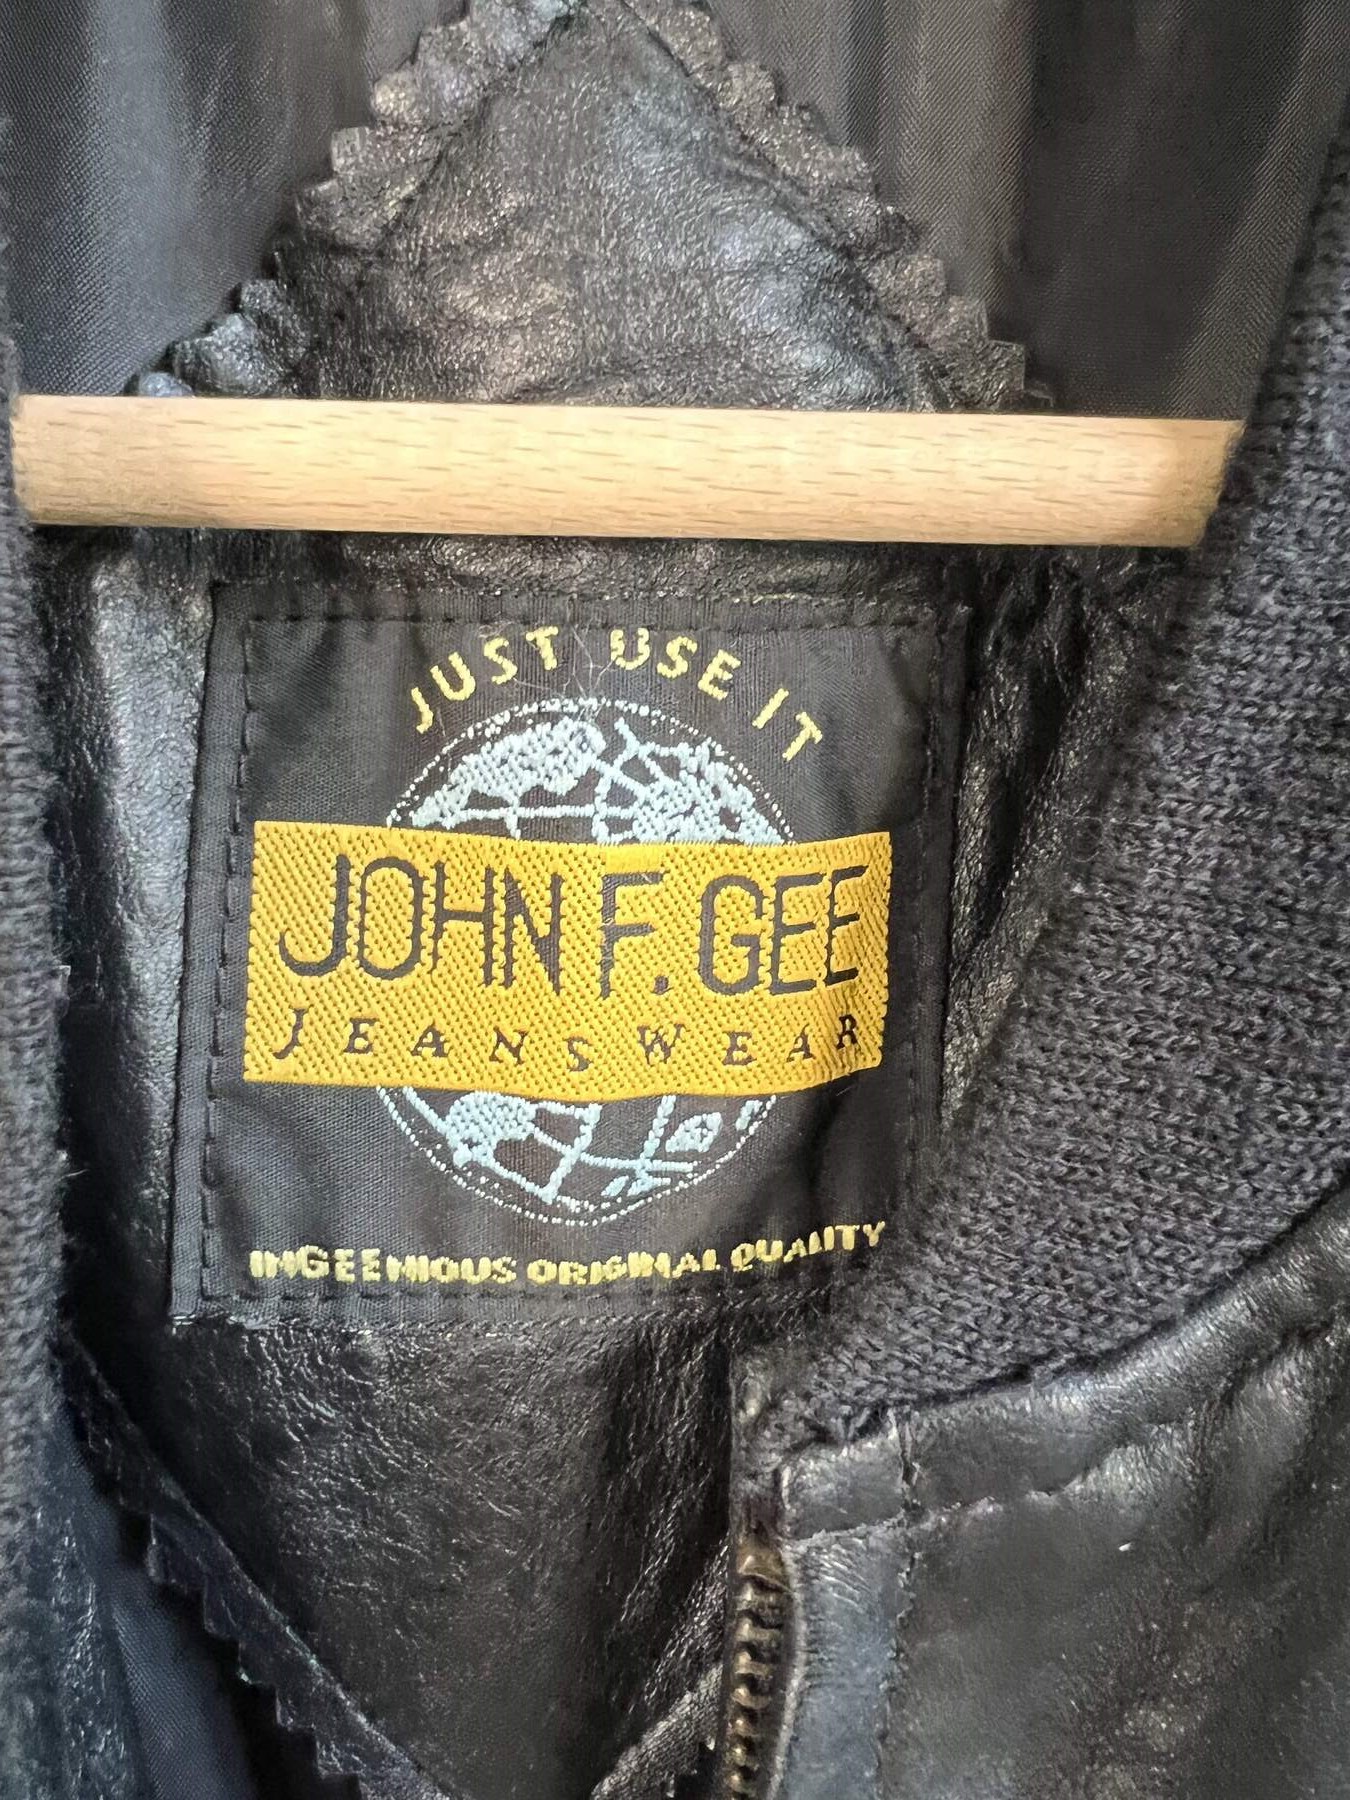 JUST USE IT
JOHN F. GEE
JEANSWEAR
INGEENIOUS ORIGINAL QUALITY